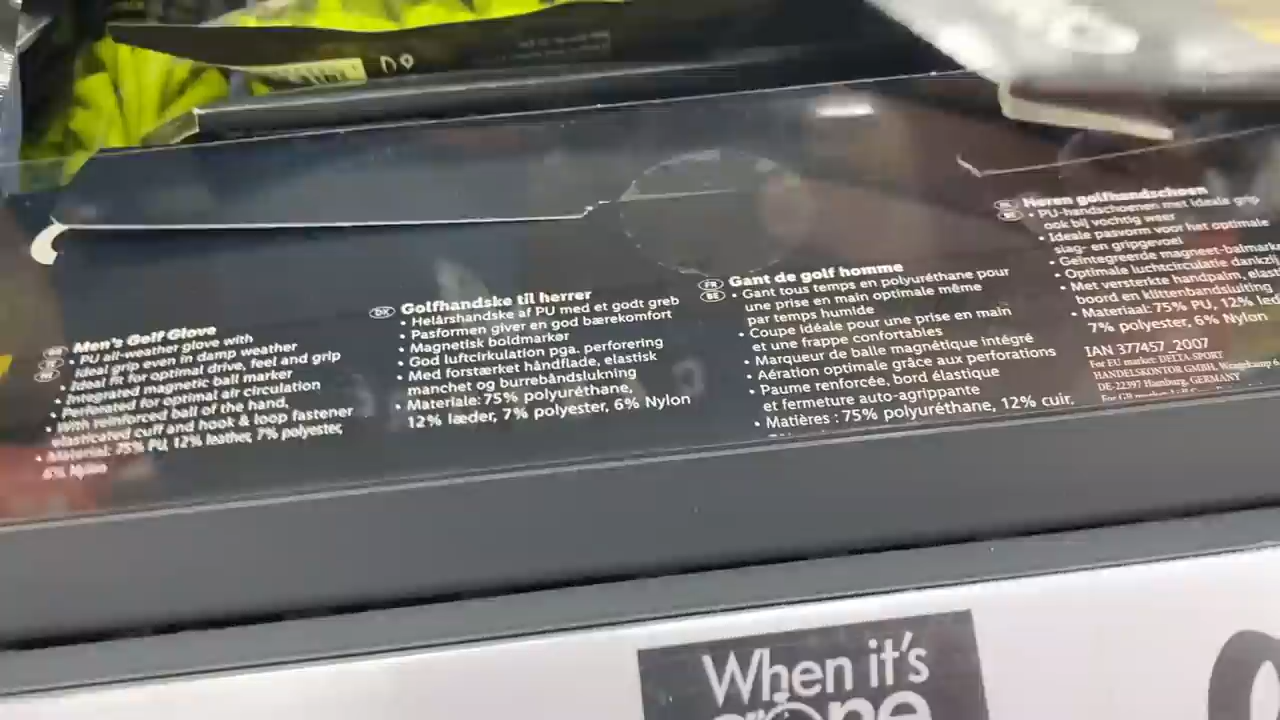 Men's Golf Glove
• PU all-weather glove with
Ideal grip even in damp weather
• Ideal fit for optimal drive, feel and grip
• Integrated magnetic ball marker
• Perforated for optimal air circulation
• With reinforced ball of the hand,
elasticated cuff and hook & loop fastener
• Material: 75% PU, 12% leather, 7% polyester,
6% Nylon
DK
Golfhandske til herrer
• Helårshandske af PU med et godt greb
• Pasformen giver en god bærekomfort
• Magnetisk boldmarkør
• God luftcirkulation pga. perforering
• Med forstærket håndflade, elastisk
manchet og burrebåndslukning
• Materiale: 75% polyuréthane,
12% læder, 7% polyester, 6% Nylon
FR
BE
Gant de golf homme
• Gant tous temps en polyuréthane pour
une prise en main optimale même
par temps humide
• Coupe idéale pour une prise en main
et une frappe confortables
• Marqueur de balle magnétique intégré
• Aération optimale grâce aux perforations
• Paume renforcée, bord élastique
et fermeture auto-agrippante
• Matières : 75% polyuréthane, 12% cuir,
Heren golfhandschoen
• PU-handschoenen met ideale grip
ook bij vochtig weer
• Ideale pasvorm voor het optimale
slag- en gripgevoel
• Geïntegreerde magneet-balmark
• Optimale luchtcirculatie dankzij
• Met versterkte handpalm, elast
boord en klittenbandsluiting
• Materiaal: 75% PU, 12% led
7% polyester, 6% Nylon
IAN 377457_2007
For EU market: DELTA-SPORT
HANDELSKONTOR GMBH, Wragekamp 6
DE-22397 Hamburg, GERMANY
When it's
gone